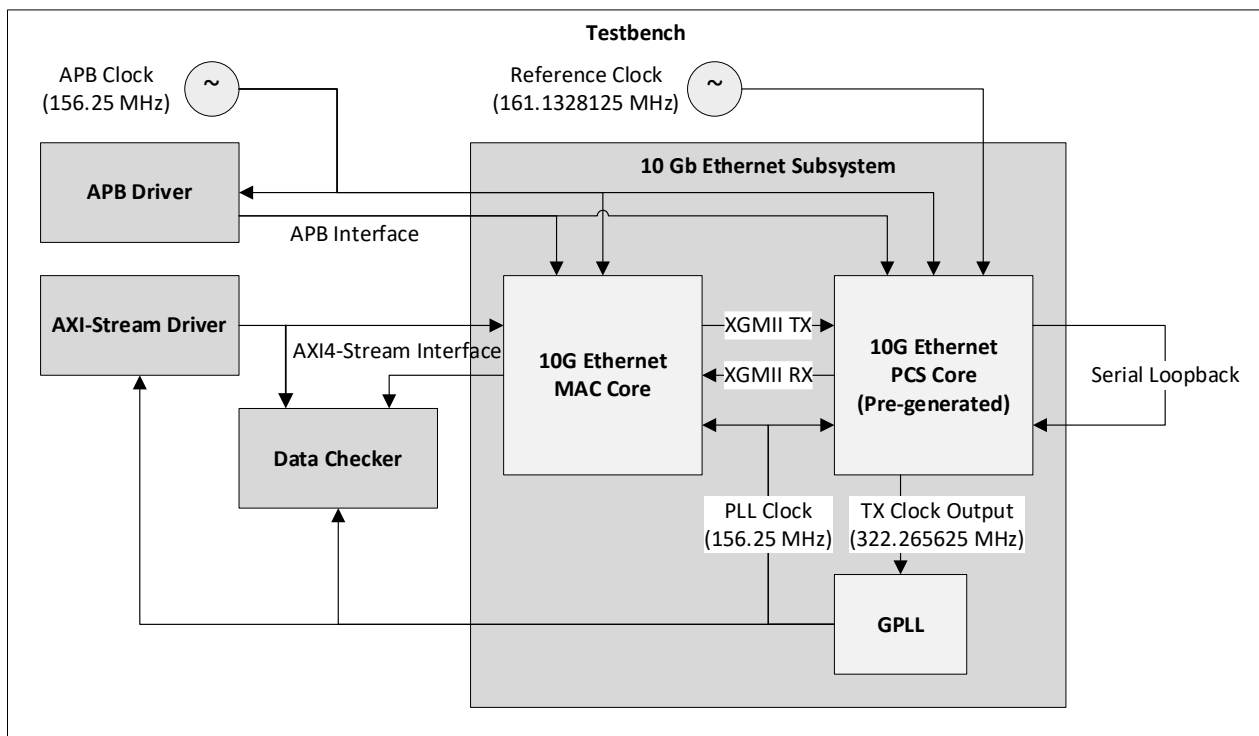 Testbench
APB Clock
(156.25 MHz)
~
Reference Clock
(161.1328125 MHz)
~
10 Gb Ethernet Subsystem
APB Driver
APB Interface
AXI-Stream Driver
AXI4-Stream Interface
10G Ethernet
MAC Core
XGMII TX
XGMII RX
10G Ethernet
PCS Core
(Pre-generated)
Serial Loopback
Data Checker
PLL Clock
(156.25 MHz)
TX Clock Output
(322.265625 MHz)
GPLL